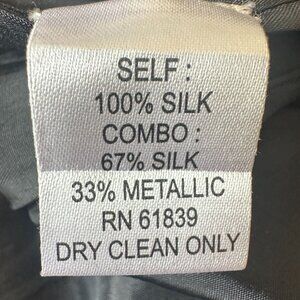 SELF :
100% SILK
COMBO :
67% SILK
33% METALLIC
RN 61839
DRY CLEAN ONLY